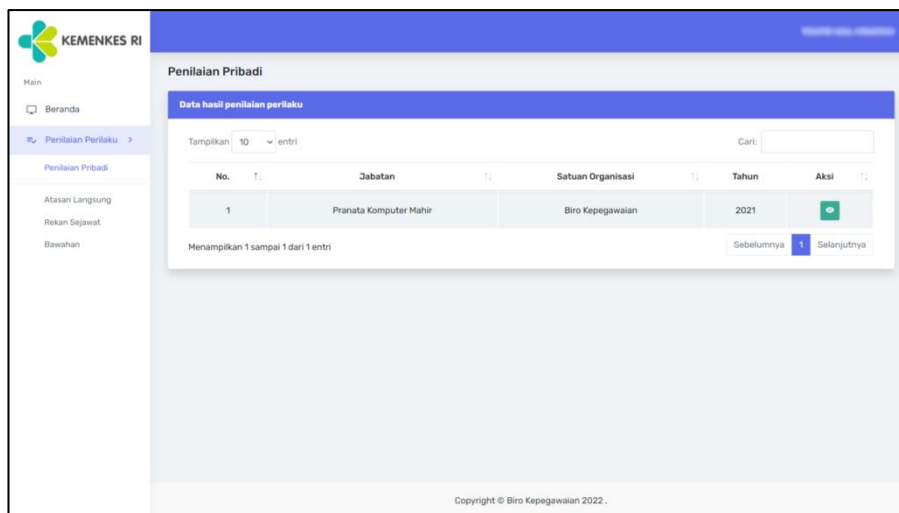 KEMENKES RI
Main
Beranda
Penilaian Perilaku >
Penilaian Pribadi
Atasan Langsung
Rekan Sejawat
Bawahan
Penilaian Pribadi
Data hasil penilaian perilaku
Tampilkan 10 entri
Cari:
No. Jabatan Satuan Organisasi Tahun Aksi
1 Pranata Komputer Mahir Biro Kepegawaian 2021
Menampilkan 1 sampai 1 dari 1 entri
Sebelumnya 1 Selanjutnya
Copyright © Biro Kepegawaian 2022 .